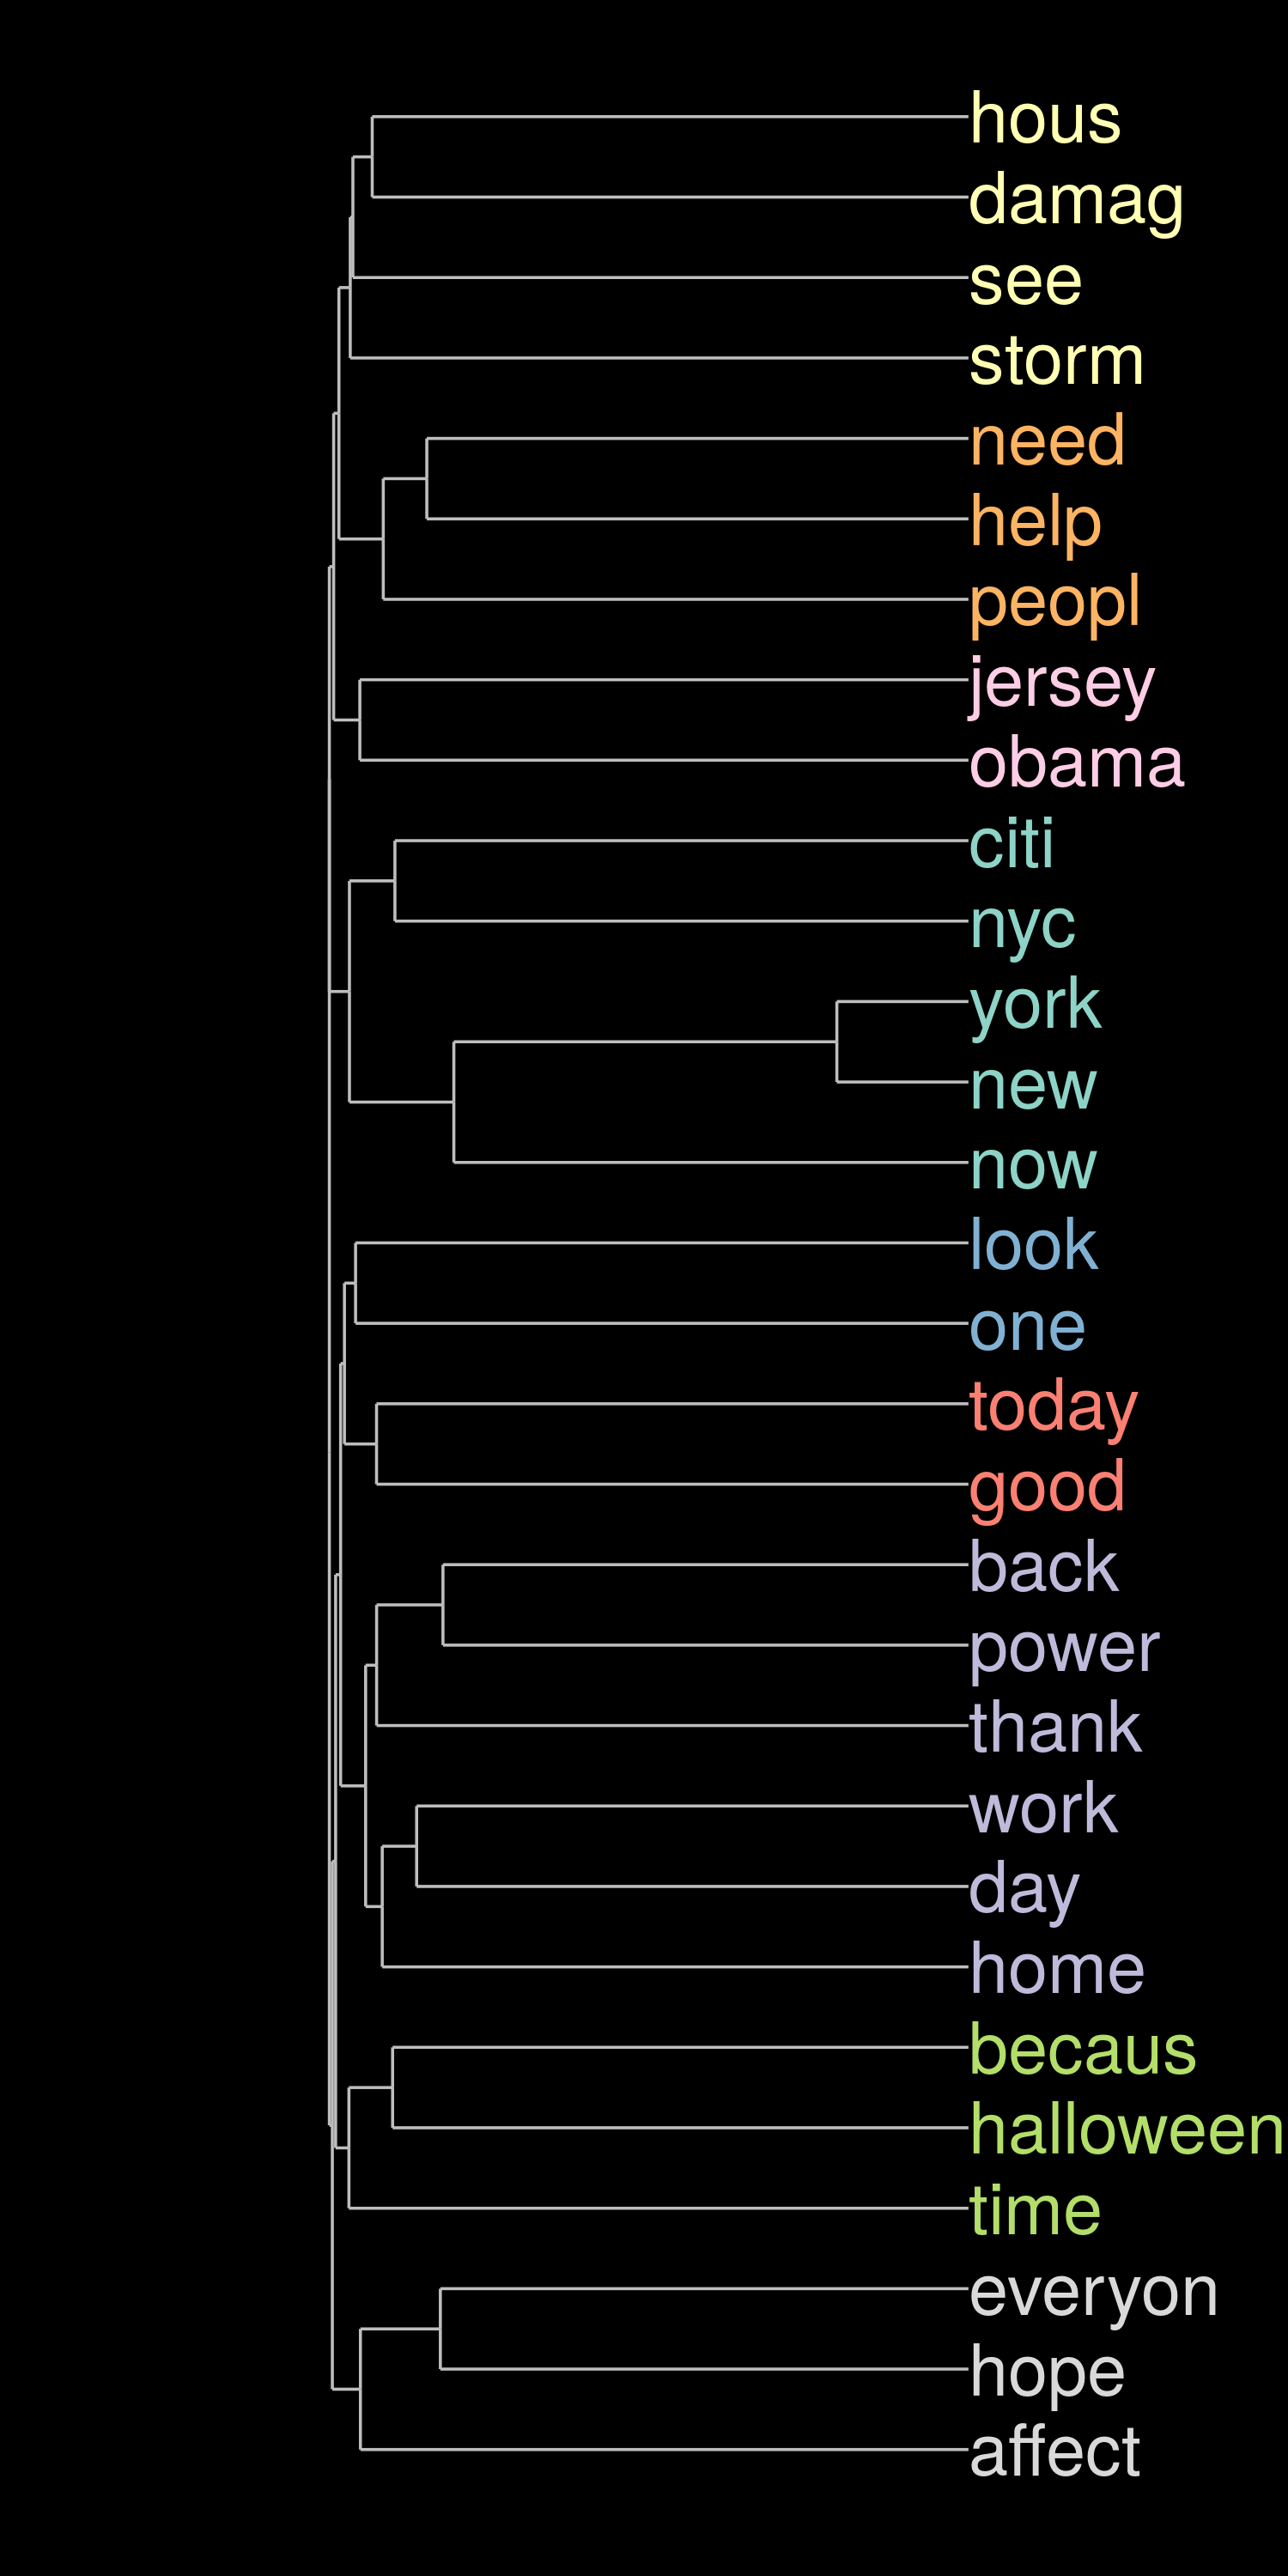 hous
damag
see
storm
need
help
peopl
jersey
obama
citi
nyc
york
new
now
look
one
today
good
back
power
thank
work
day
home
becaus
halloween
time
everyon
hope
affect